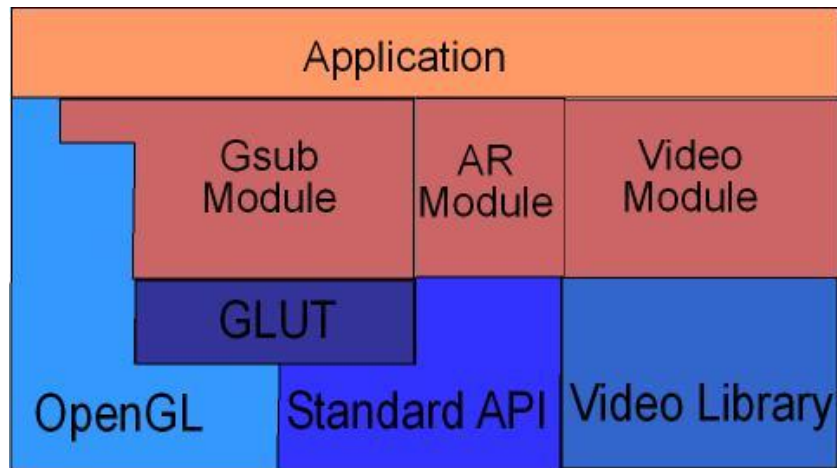 Application
Gsub
Module
AR
Module
Video
Module
GLUT
OpenGL
Standard API
Video Library